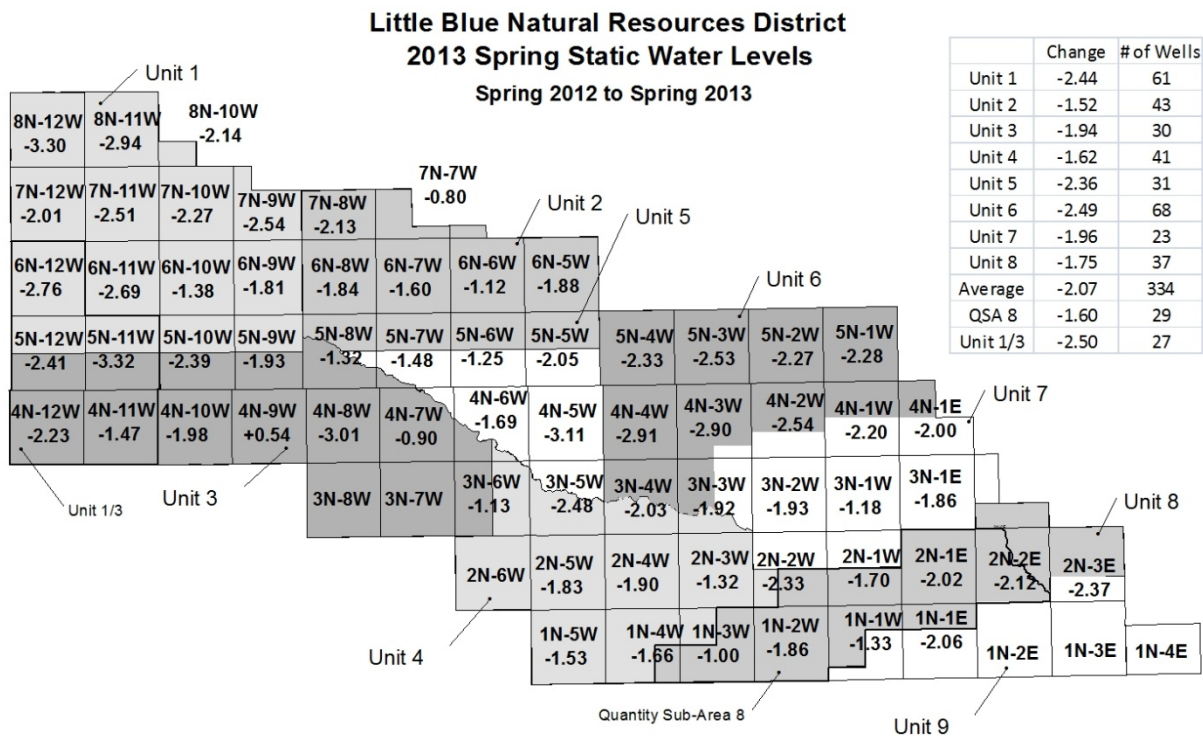 Little Blue Natural Resources District
2013 Spring Static Water Levels
Spring 2012 to Spring 2013
Change # of Wells
Unit 1 -2.44 61
Unit 2 -1.52 43
Unit 3 -1.94 30
Unit 4 -1.62 41
Unit 5 -2.36 31
Unit 6 -2.49 68
Unit 7 -1.96 23
Unit 8 -1.75 37
Average -2.07 334
QSA 8 -1.60 29
Unit 1/3 -2.50 27
Unit 1
8N-12W 8N-11W 8N-10W
-3.30 -2.94 -2.14
7N-12W 7N-11W 7N-10W 7N-9W 7N-8W 7N-7W
-2.01 -2.51 -2.27 -2.54 -2.13 -0.80
Unit 2
Unit 5
6N-12W 6N-11W 6N-10W 6N-9W 6N-8W 6N-7W 6N-6W 6N-5W
-2.76 -2.69 -1.38 -1.81 -1.84 -1.60 -1.12 -1.88
Unit 6
5N-12W 5N-11W 5N-10W 5N-9W 5N-8W 5N-7W 5N-6W 5N-5W 5N-4W 5N-3W 5N-2W 5N-1W
-2.41 -3.32 -2.39 -1.93 -1.32 -1.48 -1.25 -2.05 -2.33 -2.53 -2.27 -2.28
Unit 7
4N-12W 4N-11W 4N-10W 4N-9W 4N-8W 4N-7W 4N-6W 4N-5W 4N-4W 4N-3W 4N-2W 4N-1W 4N-1E
-2.23 -1.47 -1.98 +0.54 -3.01 -0.90 -1.69 -3.11 -2.91 -2.90 -2.54 -2.20 -2.00
Unit 1/3
Unit 3
3N-8W 3N-7W 3N-6W 3N-5W 3N-4W 3N-3W 3N-2W 3N-1W 3N-1E
-1.13 -2.48 -2.03 -1.92 -1.93 -1.18 -1.86
Unit 8
2N-6W 2N-5W 2N-4W 2N-3W 2N-2W 2N-1W 2N-1E 2N-2E 2N-3E
-1.83 -1.90 -1.32 -2.33 -1.70 -2.02 -2.12 -2.37
Unit 4
1N-5W 1N-4W 1N-3W 1N-2W 1N-1W 1N-1E 1N-2E 1N-3E 1N-4E
-1.53 -1.66 -1.00 -1.86 -1.33 -2.06
Quantity Sub-Area 8
Unit 9